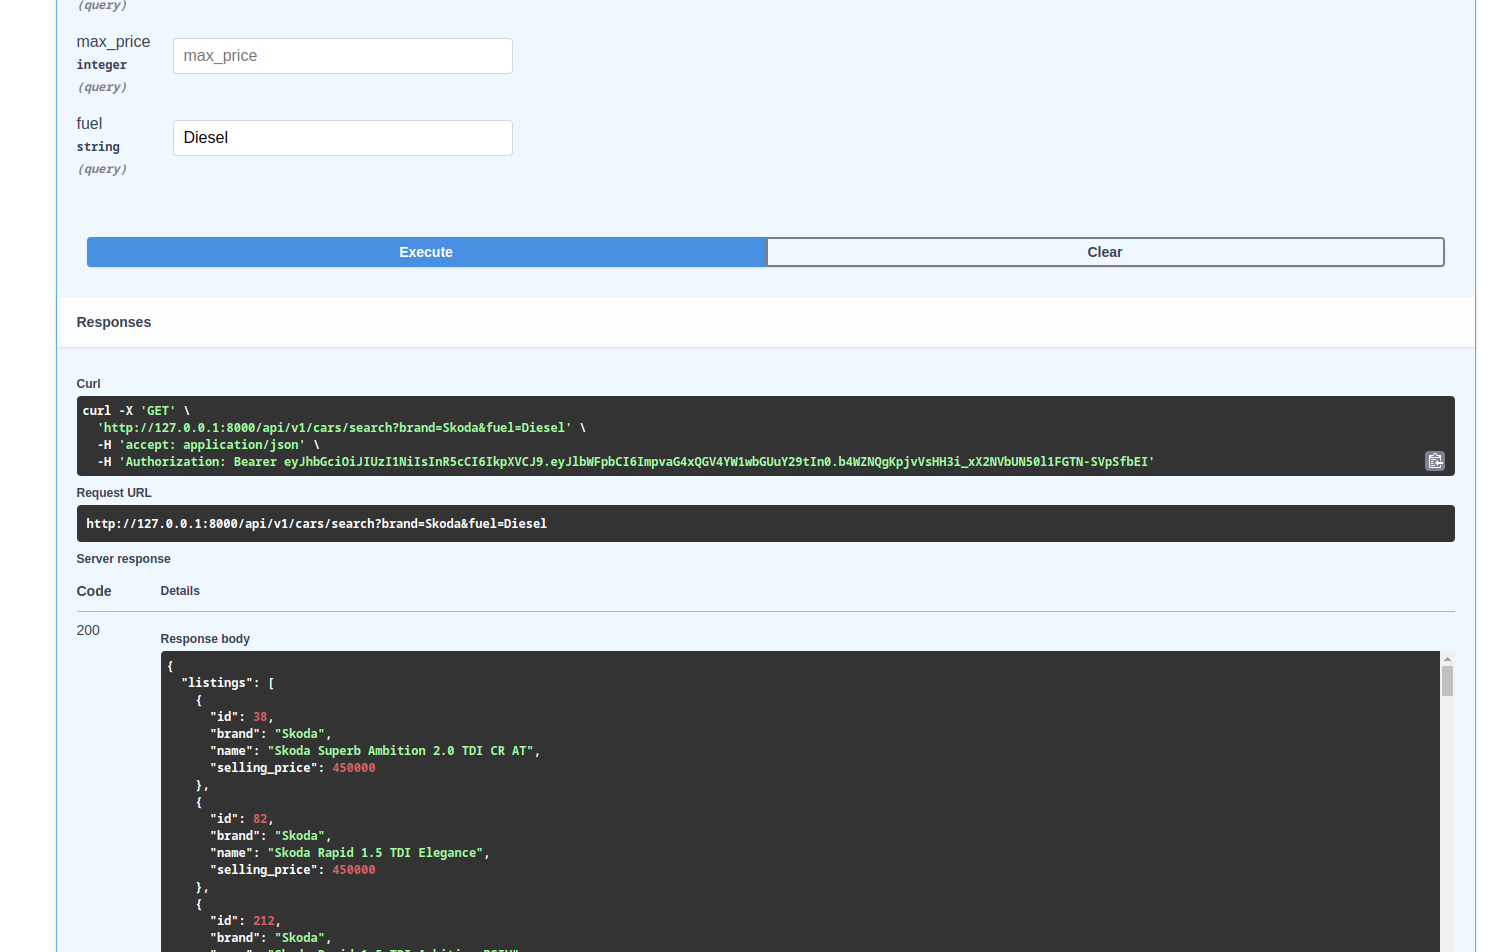 (query)
max_price
integer
(query)
max_price
fuel
string
(query)
Diesel
Execute
Clear
Responses
Curl
curl -X 'GET' \
'http://127.0.0.1:8000/api/v1/cars/search?brand=Skoda&fuel=Diesel' \
-H 'accept: application/json' \
-H 'Authorization: Bearer eyJhbGciOiJIUzI1NiIsInR5cCI6IkpXVCJ9.eyJlbWFpbCI6ImpvaG4xQGV4YW1wbGUuY29tIn0.b4WZNQgKpjvVsHH3i_xX2NVbUN50l1FGTN-SVpSfbEI'
Request URL
http://127.0.0.1:8000/api/v1/cars/search?brand=Skoda&fuel=Diesel
Server response
Code
Details
200
Response body
{
"listings": [
{
"id": 38,
"brand": "Skoda",
"name": "Skoda Superb Ambition 2.0 TDI CR AT",
"selling_price": 450000
},
{
"id": 82,
"brand": "Skoda",
"name": "Skoda Rapid 1.5 TDI Elegance",
"selling_price": 450000
},
{
"id": 212,
"brand": "Skoda",